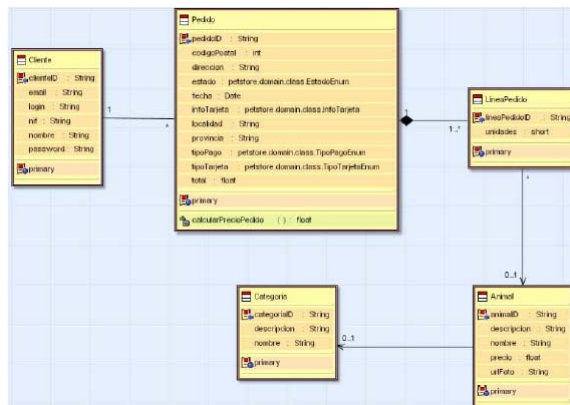 Cliente
clienteID : String
email : String
login : String
nif : String
nombre : String
password : String
primary
1
*
Pedido
pedidoID : String
codigoPostal : int
direccion : String
estado : petstore.domain.class.EstadoEnum
fecha : Date
infoTarjeta : petstore.domain.class.InfoTarjeta
localidad : String
provincia : String
tipoPago : petstore.domain.class.TipoPagoEnum
tipoTarjeta : petstore.domain.class.TipoTarjetaEnum
total : float
primary
calcularPrecioPedido ( ) : float
1
1..*
LineaPedido
lineaPedidoID : String
unidades : short
primary
*
0..1
Categoria
categoriaID : String
descripcion : String
nombre : String
primary
0..1
Animal
animalID : String
descripcion : String
nombre : String
precio : float
urlFoto : String
primary